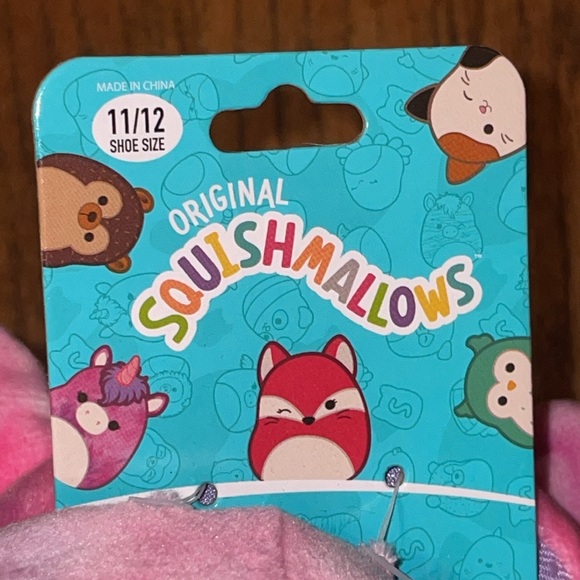 MADE IN CHINA
11/12
SHOE SIZE
ORIGINAL
SQUISHMALLOWS